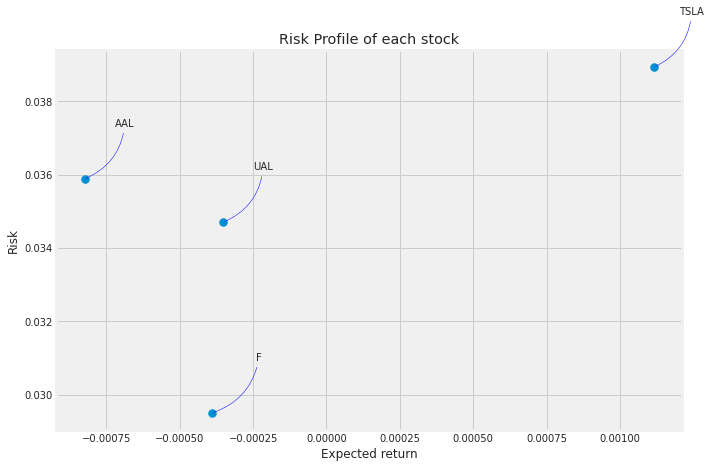 TSLA
Risk Profile of each stock
0.038
AAL
0.036
UAL
0.034
Risk
0.032
F
0.030
−0.00075 −0.00050 −0.00025 0.00000 0.00025 0.00050 0.00075 0.00100
Expected return